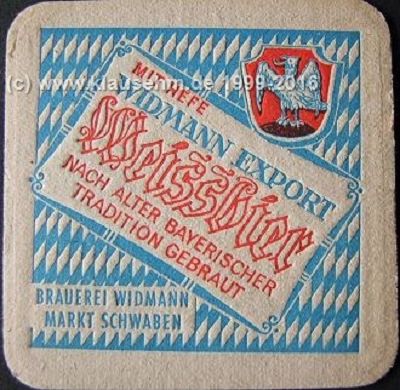 (c) www.klausehm.de 1999-2016
MIT HEFE
WIDMANN EXPORT
Weissbier
NACH ALTER BAYERISCHER
TRADITION GEBRAUT
BRAUEREI WIDMANN
MARKT SCHWABEN